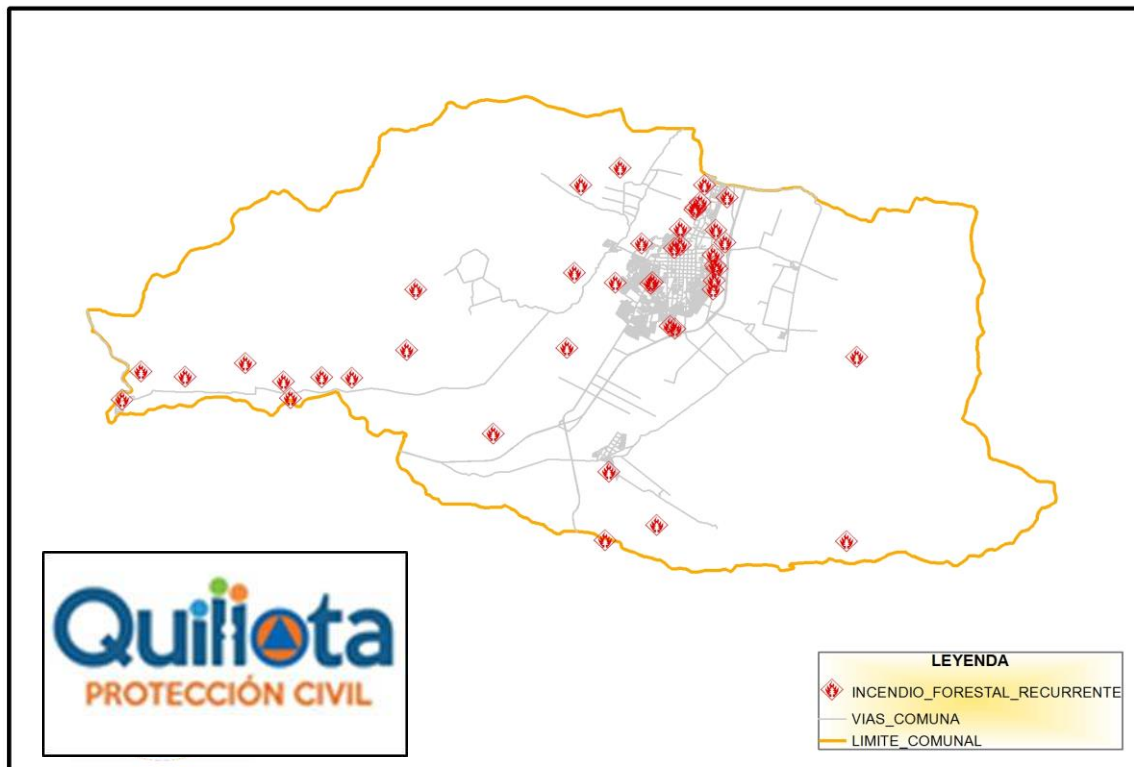 Quillota
PROTECCIÓN CIVIL
LEYENDA
INCENDIO_FORESTAL_RECURRENTE
VIAS_COMUNA
LIMITE_COMUNAL